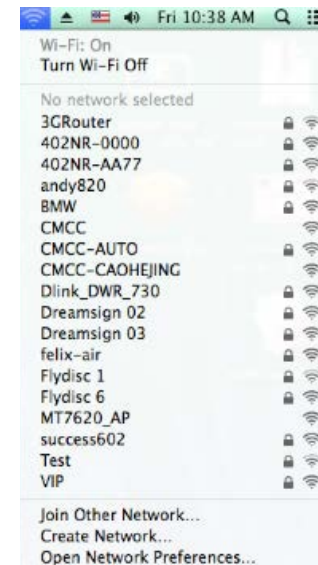 Fri 10:38 AM
Wi-Fi: On
Turn Wi-Fi Off
No network selected
3GRouter
402NR-0000
402NR-AA77
andy820
BMW
CMCC
CMCC-AUTO
CMCC-CAOHEJING
Dlink_DWR_730
Dreamsign 02
Dreamsign 03
felix-air
Flydisc 1
Flydisc 6
MT7620_AP
success602
Test
VIP
Join Other Network...
Create Network...
Open Network Preferences...